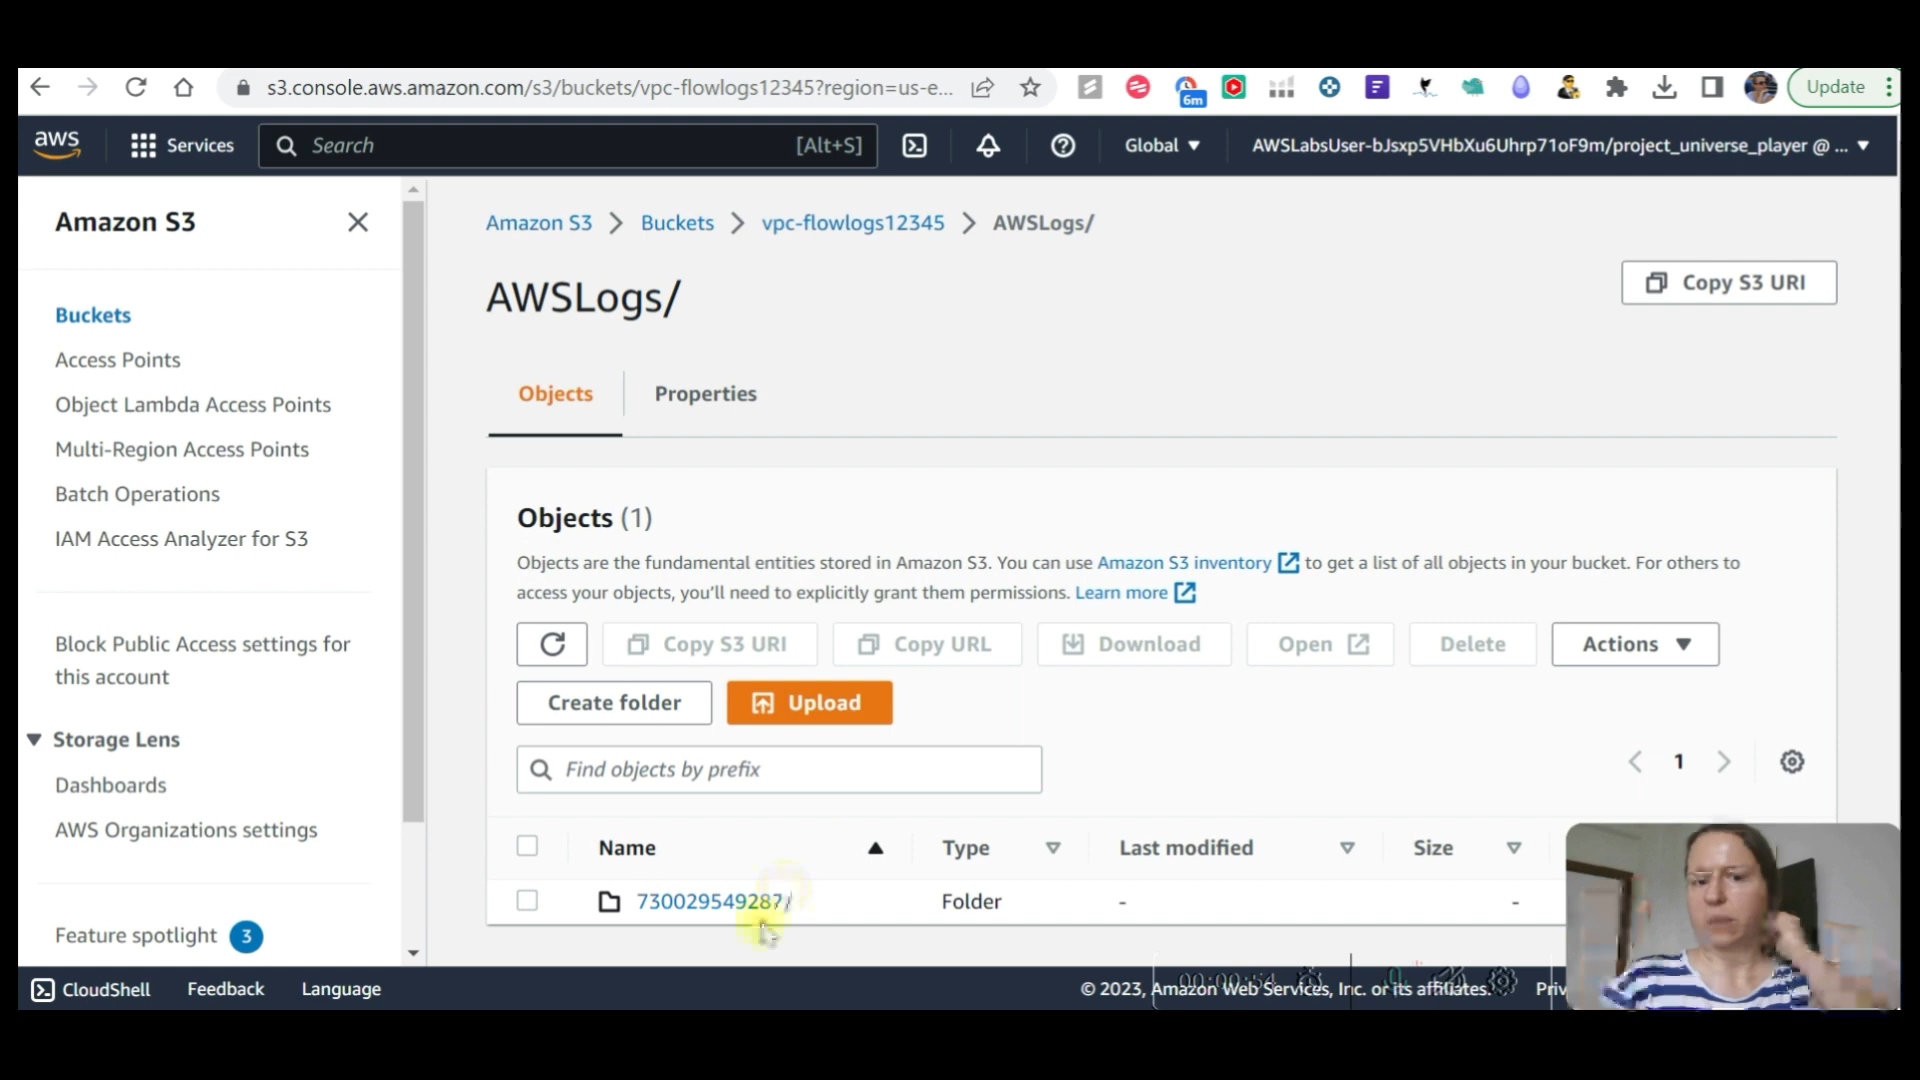 s3.console.aws.amazon.com/s3/buckets/vpc-flowlogs12345?region=us-e...
6m
Update
aws
Services
Search
[Alt+S]
Global
AWSLabsUser-bJsxp5VHbXu6Uhrp71oF9m/project_universe_player @ ...
Amazon S3
Buckets
Access Points
Object Lambda Access Points
Multi-Region Access Points
Batch Operations
IAM Access Analyzer for S3
Block Public Access settings for
this account
Storage Lens
Dashboards
AWS Organizations settings
Feature spotlight 3
Amazon S3 > Buckets > vpc-flowlogs12345 > AWSLogs/
AWSLogs/
Copy S3 URI
Objects
Properties
Objects (1)
Objects are the fundamental entities stored in Amazon S3. You can use Amazon S3 inventory to get a list of all objects in your bucket. For others to
access your objects, you'll need to explicitly grant them permissions. Learn more
Copy S3 URI
Copy URL
Download
Open
Delete
Actions
Create folder
Upload
Find objects by prefix
1
Name
Type
Last modified
Size
730029549287/
Folder
-
-
CloudShell
Feedback
Language
00:00:54
© 2023, Amazon Web Services, Inc. or its affiliates.
Priv